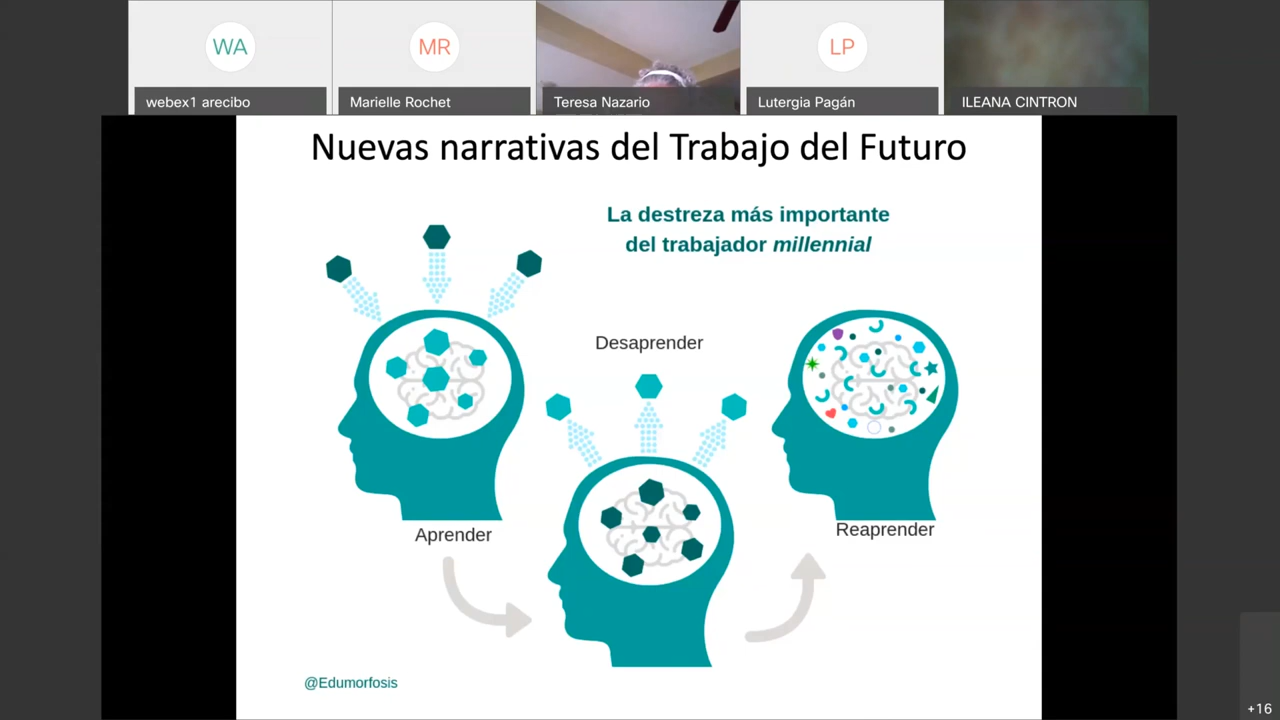 WA
MR
LP
webex1 arecibo
Marielle Rochet
Teresa Nazario
Lutergia Pagán
ILEANA CINTRON
Nuevas narrativas del Trabajo del Futuro
La destreza más importante
del trabajador millennial
Desaprender
Aprender
Reaprender
@Edumorfosis
+16